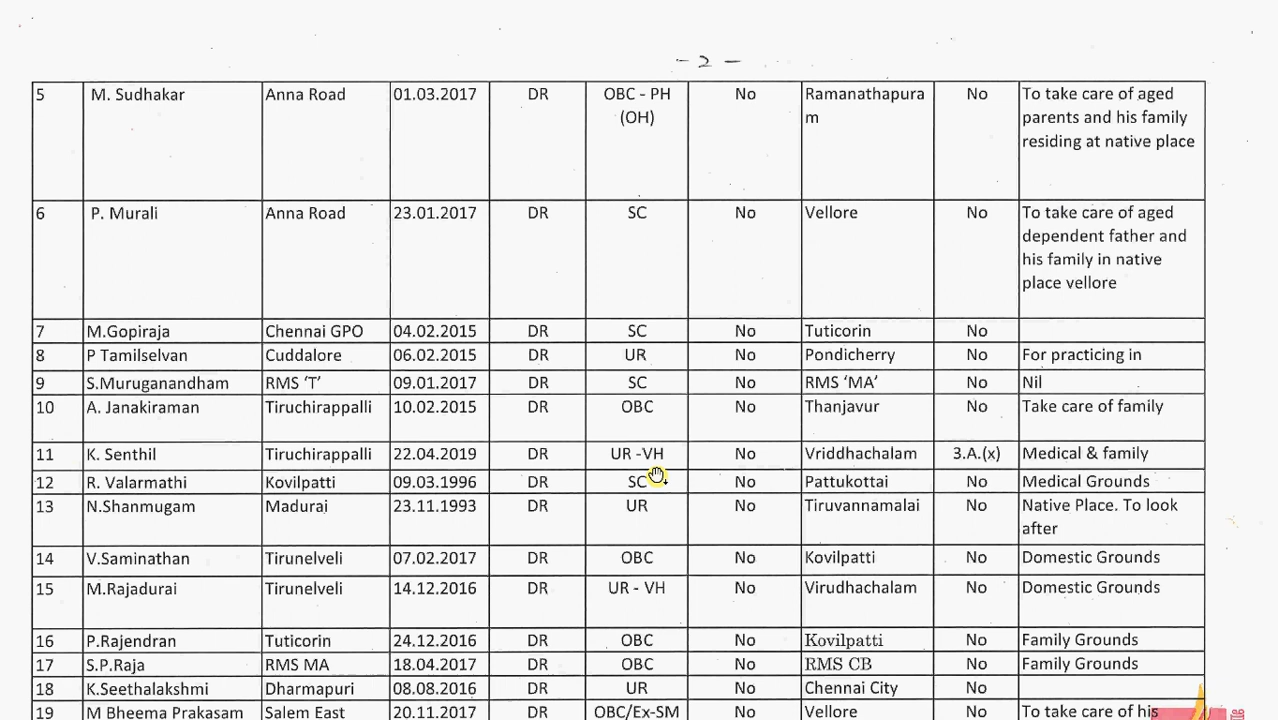 - 2 -
5 M. Sudhakar Anna Road 01.03.2017 DR OBC - PH No Ramanathapura No To take care of aged
(OH) m parents and his family
residing at native place
6 P. Murali Anna Road 23.01.2017 DR SC No Vellore No To take care of aged
dependent father and
his family in native
place vellore
7 M.Gopiraja Chennai GPO 04.02.2015 DR SC No Tuticorin No
8 P Tamilselvan Cuddalore 06.02.2015 DR UR No Pondicherry No For practicing in
9 S.Muruganandham RMS ‘T’ 09.01.2017 DR SC No RMS ‘MA’ No Nil
10 A. Janakiraman Tiruchirappalli 10.02.2015 DR OBC No Thanjavur No Take care of family
11 K. Senthil Tiruchirappalli 22.04.2019 DR UR -VH No Vriddhachalam 3.A.(x) Medical & family
12 R. Valarmathi Kovilpatti 09.03.1996 DR SC No Pattukottai No Medical Grounds
13 N.Shanmugam Madurai 23.11.1993 DR UR No Tiruvannamalai No Native Place. To look
after
14 V.Saminathan Tirunelveli 07.02.2017 DR OBC No Kovilpatti No Domestic Grounds
15 M.Rajadurai Tirunelveli 14.12.2016 DR UR - VH No Virudhachalam No Domestic Grounds
16 P.Rajendran Tuticorin 24.12.2016 DR OBC No Kovilpatti No Family Grounds
17 S.P.Raja RMS MA 18.04.2017 DR OBC No RMS CB No Family Grounds
18 K.Seethalakshmi Dharmapuri 08.08.2016 DR UR No Chennai City No
19 M Bheema Prakasam Salem East 20.11.2017 DR OBC/Ex-SM No Vellore No To take care of his